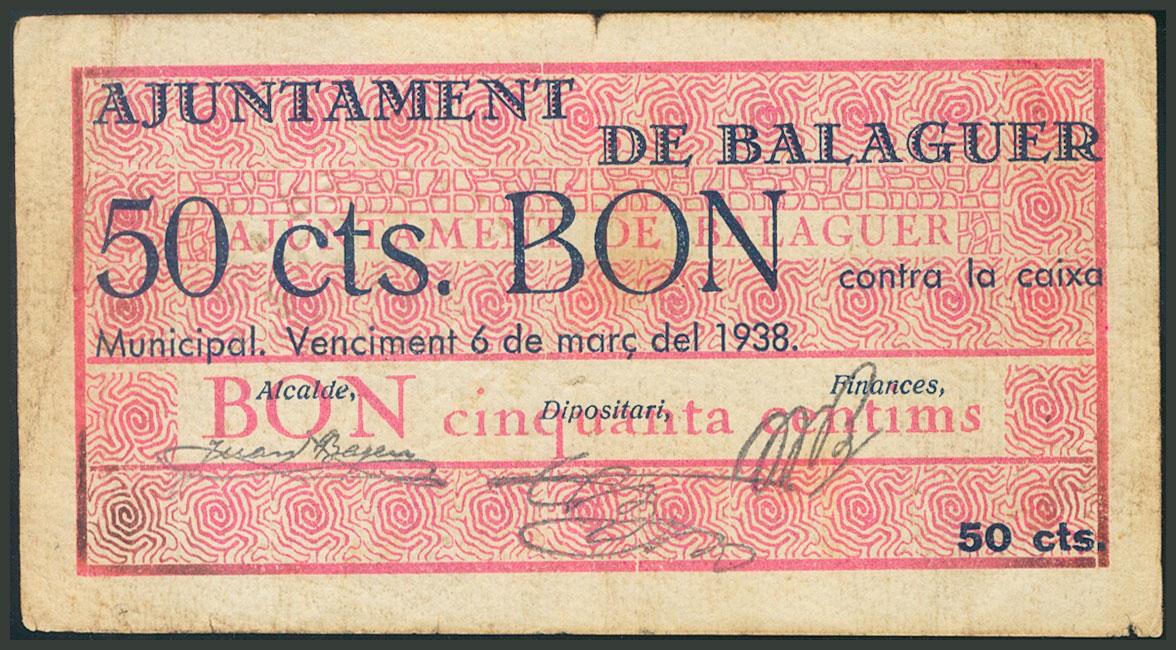 AJUNTAMENT
DE BALAGUER
50 cts. BON contra la caixa
AJUNTAMENT DE BALAGUER
Municipal. Venciment 6 de març del 1938.
Alcalde, Dipositari, Finances,
BON cinquanta centims
Juan
50 cts.